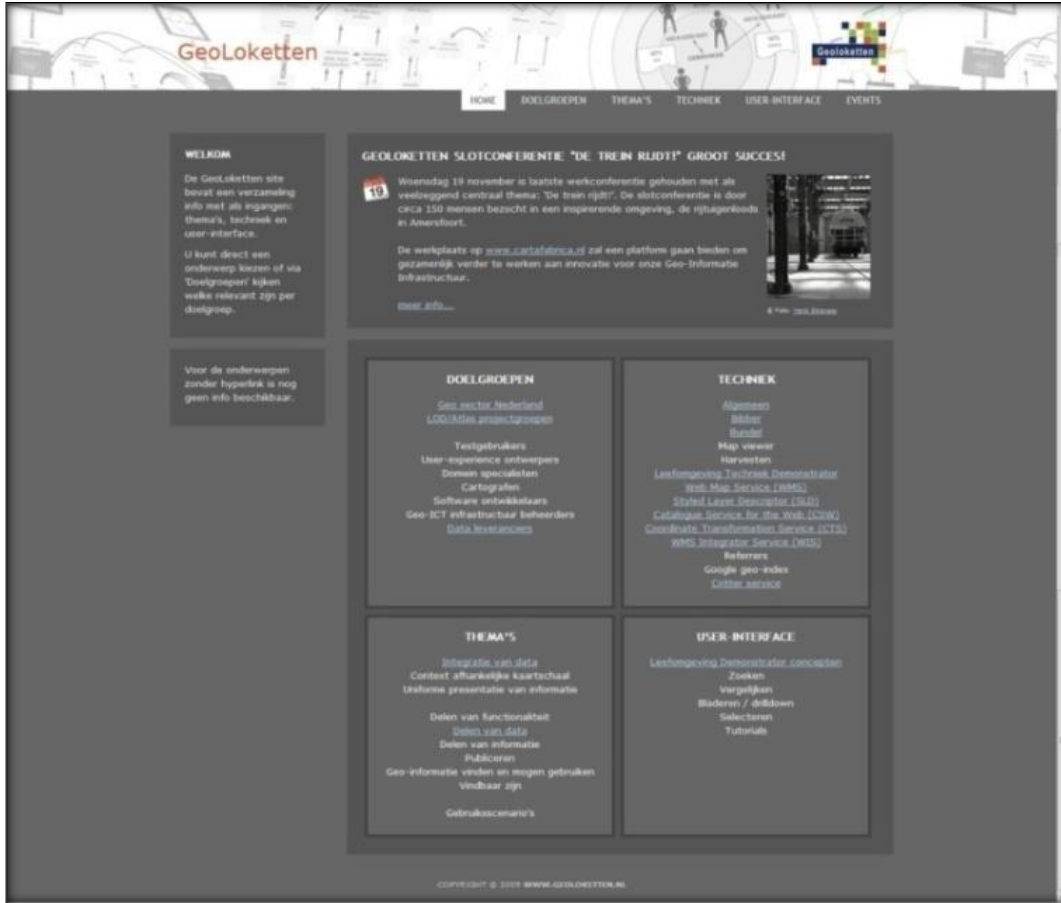 GeoLoketten
Geoloketten
HOME DOELGROEPEN THEMA'S TECHNIEK USER-INTERFACE EVENTS
WELKOM
De GeoLoketten site
bevat een verzameling
info met als ingangen:
thema's, techniek en
user-interface.
U kunt direct een
onderwerp kiezen of via
'Doelgroepen' kijken
welke relevant zijn per
doelgroep.
Voor de onderwerpen
zonder hyperlink is nog
geen info beschikbaar.
GEOLOKETTEN SLOTCONFERENTIE "DE TREIN RIJDT!" GROOT SUCCES!
19
Woensdag 19 november is laatste werkconferentie gehouden met als
veelzeggend centraal thema: 'De trein rijdt!'. De slotconferentie is door
circa 150 mensen bezocht in een inspirerende omgeving, de rijtuigenloods
in Amersfoort.
De werkplaats op www.cartafabrica.nl zal een platform gaan bieden om
gezamenlijk verder te werken aan innovatie voor onze Geo-Informatie
Infrastructuur.
meer info...
© Foto:
DOELGROEPEN
Geo sector Nederland
LOD/Atlas projectgroepen
Testgebruikers
User-experience ontwerpers
Domein specialisten
Cartografen
Software ontwikkelaars
Geo-ICT infrastructuur beheerders
Data leveranciers
TECHNIEK
Algemeen
Bibber
Bundel
Map viewer
Harvesten
Leefomgeving Techniek Demonstrator
Web Map Service (WMS)
Styled Layer Descriptor (SLD)
Catalogue Service for the Web (CSW)
Coordinate Transformation Service (CTS)
WMS Integrator Service (WIS)
Referrers
Google geo-index
Critter service
THEMA'S
Integratie van data
Context afhankelijke kaartschaal
Uniforme presentatie van informatie
Delen van functionaliteit
Delen van data
Delen van informatie
Publiceren
Geo-informatie vinden en mogen gebruiken
Vindbaar zijn
Gebruiksscenario's
USER-INTERFACE
Leefomgeving Demonstrator concepten
Zoeken
Vergelijken
Bladeren / drilldown
Selecteren
Tutorials
COPYRIGHT © 2009 WWW.GEOLOKETTEN.NL